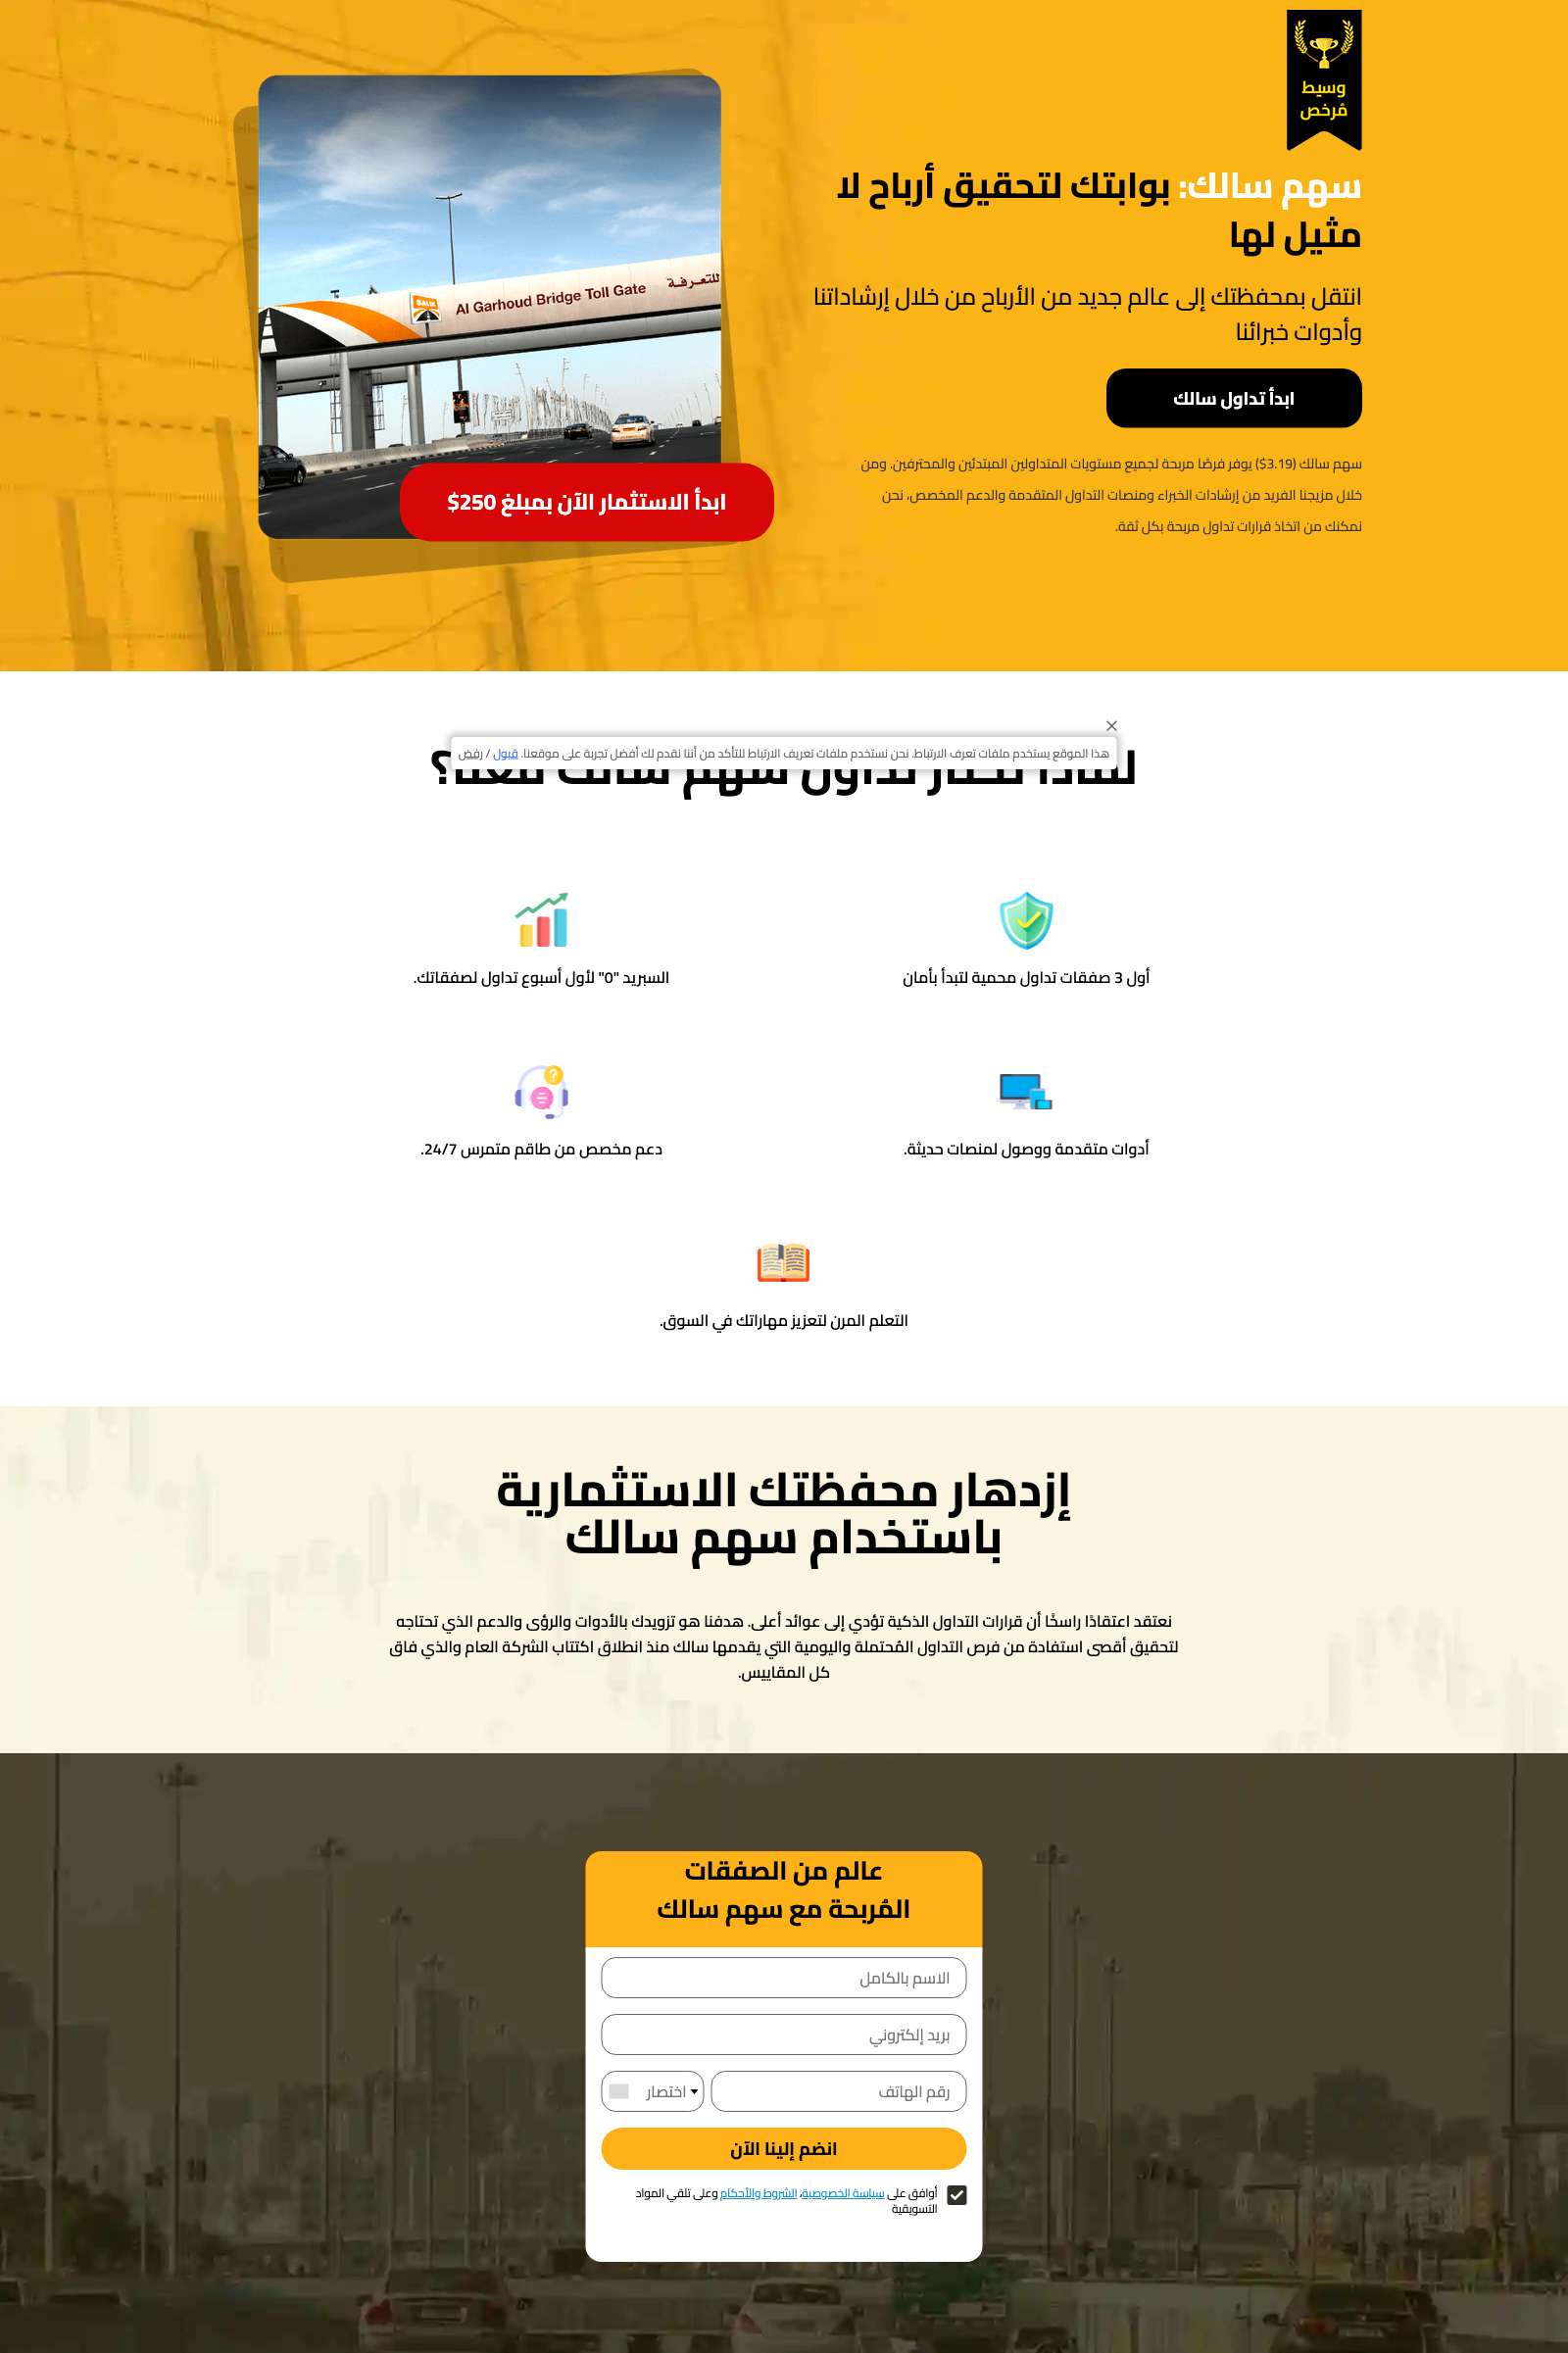 وسيط
مُرخص
سهم سالك: بوابتك لتحقيق أرباح لا
مثيل لها
انتقل بمحفظتك إلى عالم جديد من الأرباح من خلال إرشاداتنا
وأدوات خبرائنا
ابدأ تداول سالك
سهم سالك (3.19$) يوفر فرصًا مربحة لجميع مستويات المتداولين المبتدئين والمحترفين. ومن
خلال مزيجنا الفريد من إرشادات الخبراء ومنصات التداول المتقدمة والدعم المخصص، نحن
نمكنك من اتخاذ قرارات تداول مربحة بكل ثقة.
للتعرفة
SALIK
Al Garhoud Bridge Toll Gate
ابدأ الاستثمار الآن بمبلغ 250$
هذا الموقع يستخدم ملفات تعرف الارتباط. نحن نستخدم ملفات تعريف الارتباط للتأكد من أننا نقدم لك أفضل تجربة على موقعنا. قبول / رفض
لماذا تختار تداول سهم سالك معنا؟
أول 3 صفقات تداول محمية لتبدأ بأمان
السبريد "0" لأول أسبوع تداول لصفقاتك.
أدوات متقدمة ووصول لمنصات حديثة.
دعم مخصص من طاقم متمرس 24/7.
التعلم المرن لتعزيز مهاراتك في السوق.
إزدهار محفظتك الاستثمارية
باستخدام سهم سالك
نعتقد اعتقادًا راسخًا أن قرارات التداول الذكية تؤدي إلى عوائد أعلى. هدفنا هو تزويدك بالأدوات والرؤى والدعم الذي تحتاجه
لتحقيق أقصى استفادة من فرص التداول المُحتملة واليومية التي يقدمها سالك منذ انطلاق اكتتاب الشركة العام والذي فاق
كل المقاييس.
عالم من الصفقات
المُربحة مع سهم سالك
الاسم بالكامل
بريد إلكتروني
رقم الهاتف
اختصار
انضم إلينا الآن
أوافق على سياسة الخصوصية، الشروط والأحكام وعلى تلقي المواد
التسويقية